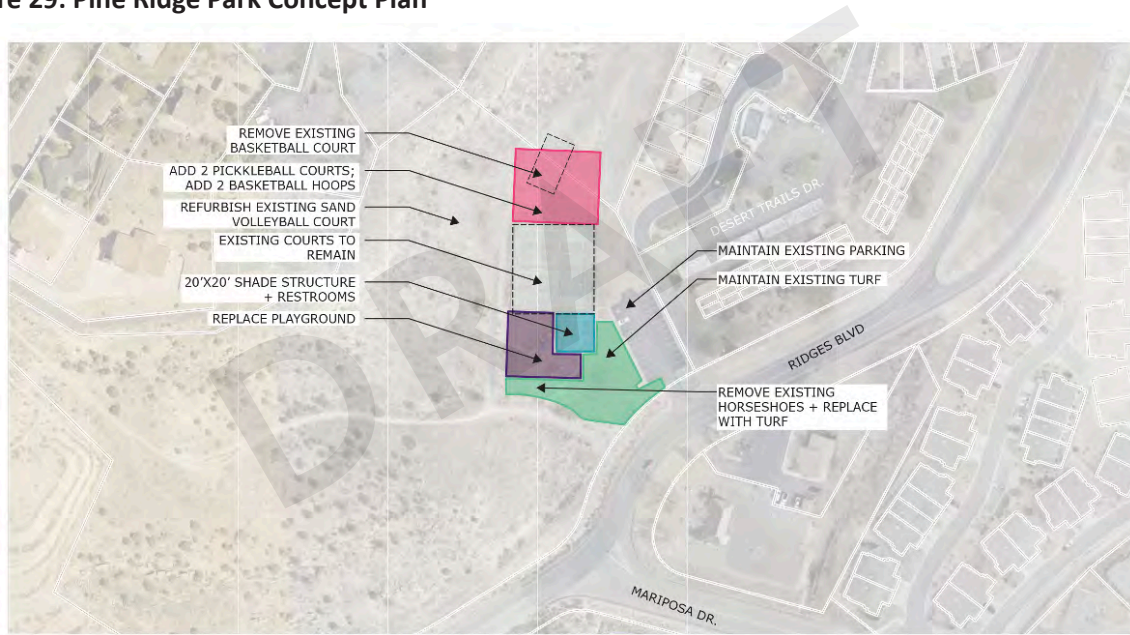 re 29: Pine Ridge Park Concept Plan
REMOVE EXISTING
BASKETBALL COURT
ADD 2 PICKKLEBALL COURTS;
ADD 2 BASKETBALL HOOPS
REFURBISH EXISTING SAND
VOLLEYBALL COURT
EXISTING COURTS TO
REMAIN
20'X20' SHADE STRUCTURE
+ RESTROOMS
REPLACE PLAYGROUND
DESERT TRAILS DR.
MAINTAIN EXISTING PARKING
MAINTAIN EXISTING TURF
RIDGES BLVD
REMOVE EXISTING
HORSESHOES + REPLACE
WITH TURF
MARIPOSA DR.
DRAFT